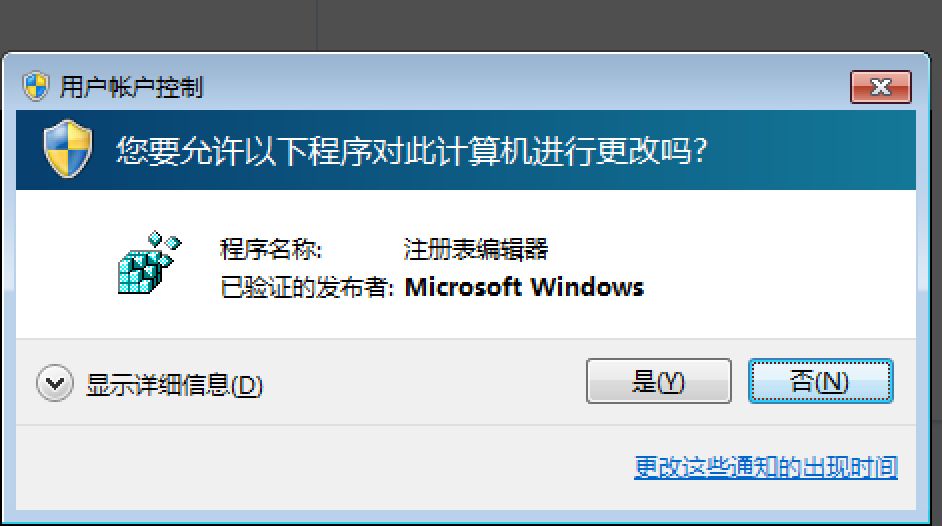 用户帐户控制
您要允许以下程序对此计算机进行更改吗?
程序名称: 注册表编辑器
已验证的发布者: Microsoft Windows
显示详细信息(D)
是(Y)
否(N)
更改这些通知的出现时间